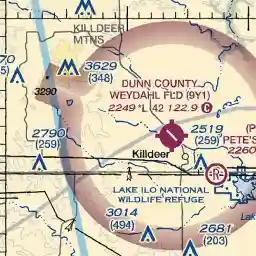 KILLDEER
MTNS
3629
(348)
3290
DUNN COUNTY
WEYDAHL FLD (9Y1)
2249 *L 42 122.9 C
2790
(259)
2519
(259)
PETE'S
2260
Killdeer
R
LAKE ILO NATIONAL
WILDLIFE REFUGE
3014
(494)
2681
(203)